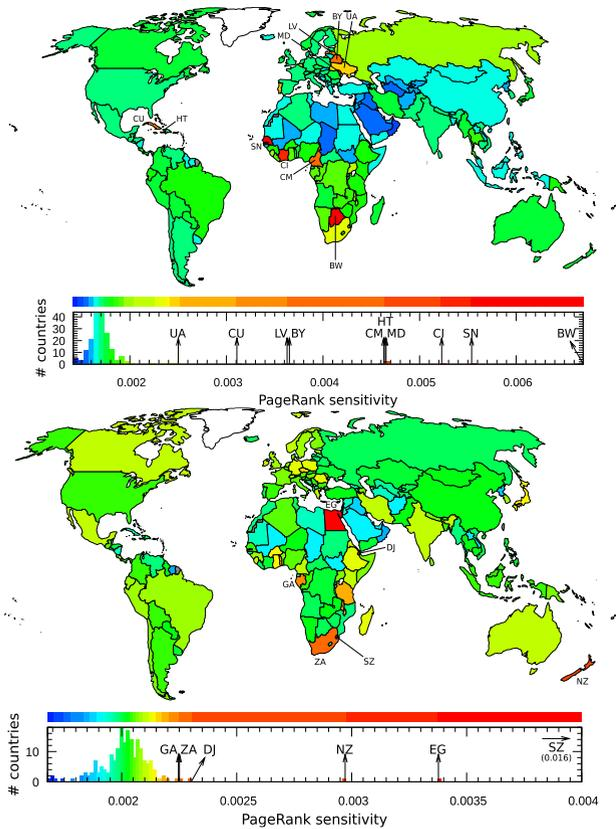 BY UA
LV
MD
CU HT
SN
CI
CM
BW
# countries
40
30
20
10
0
UA CU LV BY HT CM MD CI SN BW
0.002 0.003 0.004 0.005 0.006
PageRank sensitivity
EG
DJ
GA
ZA SZ
NZ
# countries
10
0
GA ZA DJ NZ EG SZ
(0.016)
0.002 0.0025 0.003 0.0035 0.004
PageRank sensitivity